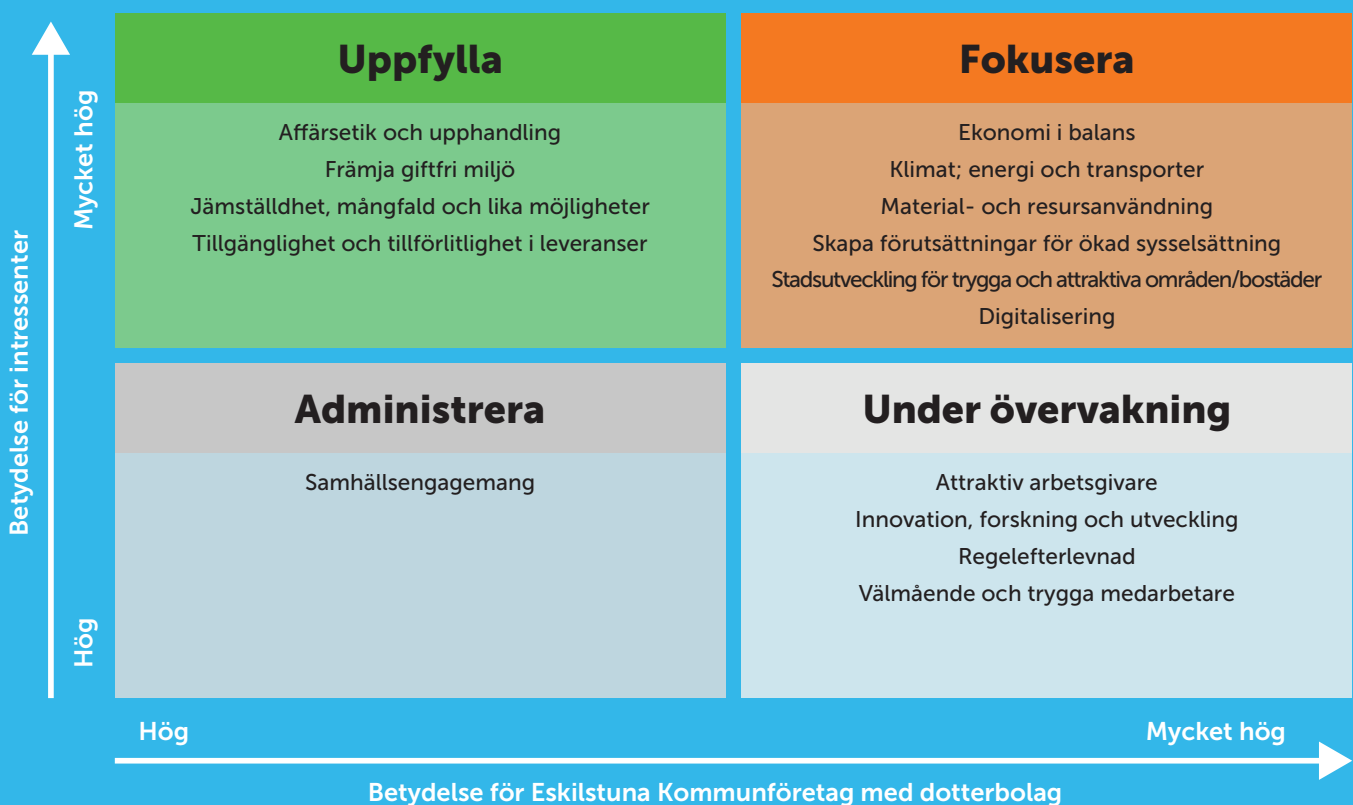 Betydelse för intressenter
Mycket hög
Hög
Uppfylla
Affärsetik och upphandling
Främja giftfri miljö
Jämställdhet, mångfald och lika möjligheter
Tillgänglighet och tillförlitlighet i leveranser
Fokusera
Ekonomi i balans
Klimat; energi och transporter
Material- och resursanvändning
Skapa förutsättningar för ökad sysselsättning
Stadsutveckling för trygga och attraktiva områden/bostäder
Digitalisering
Administrera
Samhällsengagemang
Under övervakning
Attraktiv arbetsgivare
Innovation, forskning och utveckling
Regelefterlevnad
Välmående och trygga medarbetare
Hög
Mycket hög
Betydelse för Eskilstuna Kommunföretag med dotterbolag